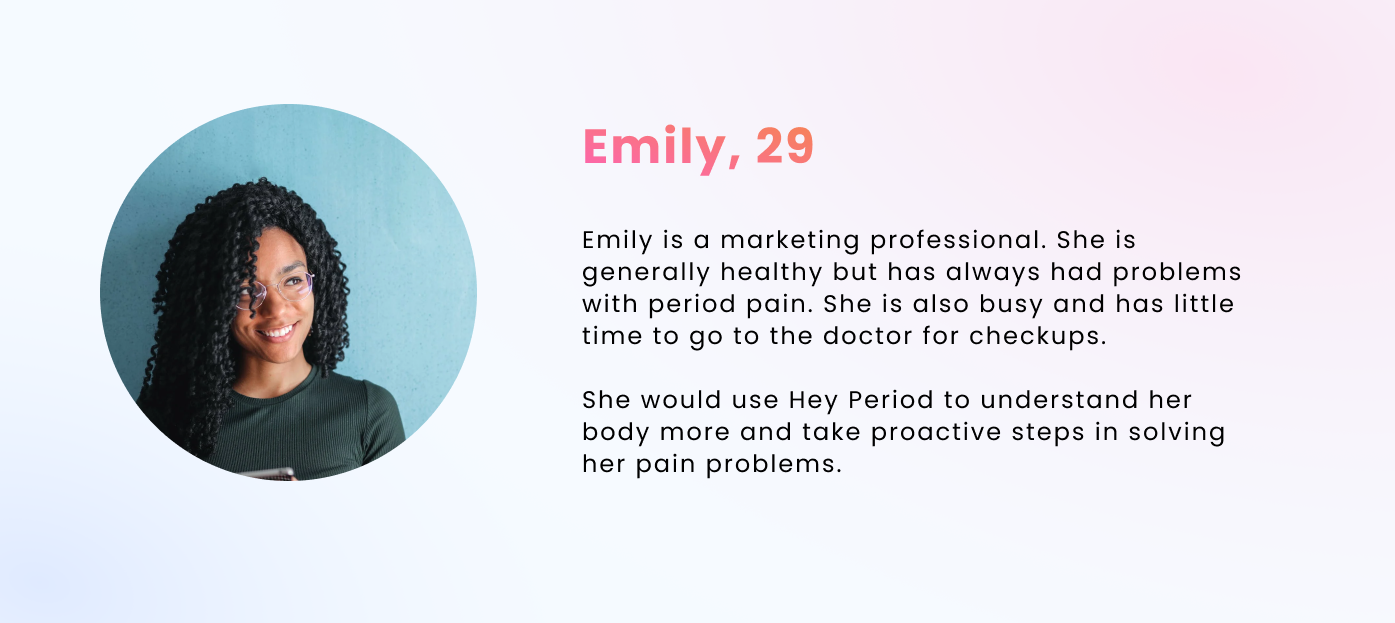 Emily, 29
Emily is a marketing professional. She is
generally healthy but has always had problems
with period pain. She is also busy and has little
time to go to the doctor for checkups.
She would use Hey Period to understand her
body more and take proactive steps in solving
her pain problems.